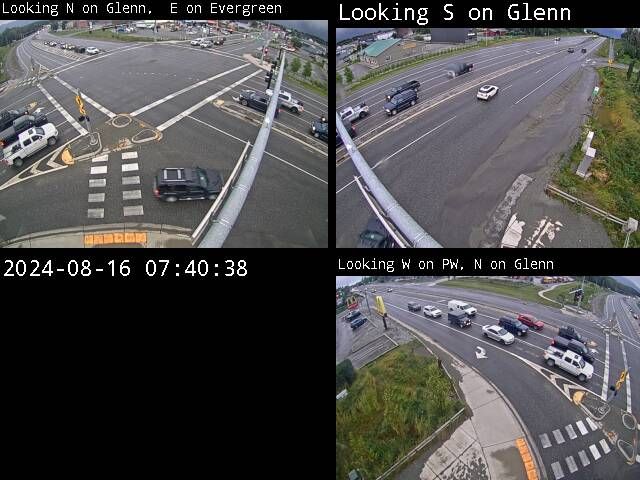 Looking N on Glenn,  E on Evergreen
Looking S on Glenn
2024-08-16 07:40:38
Looking W on PW, N on Glenn